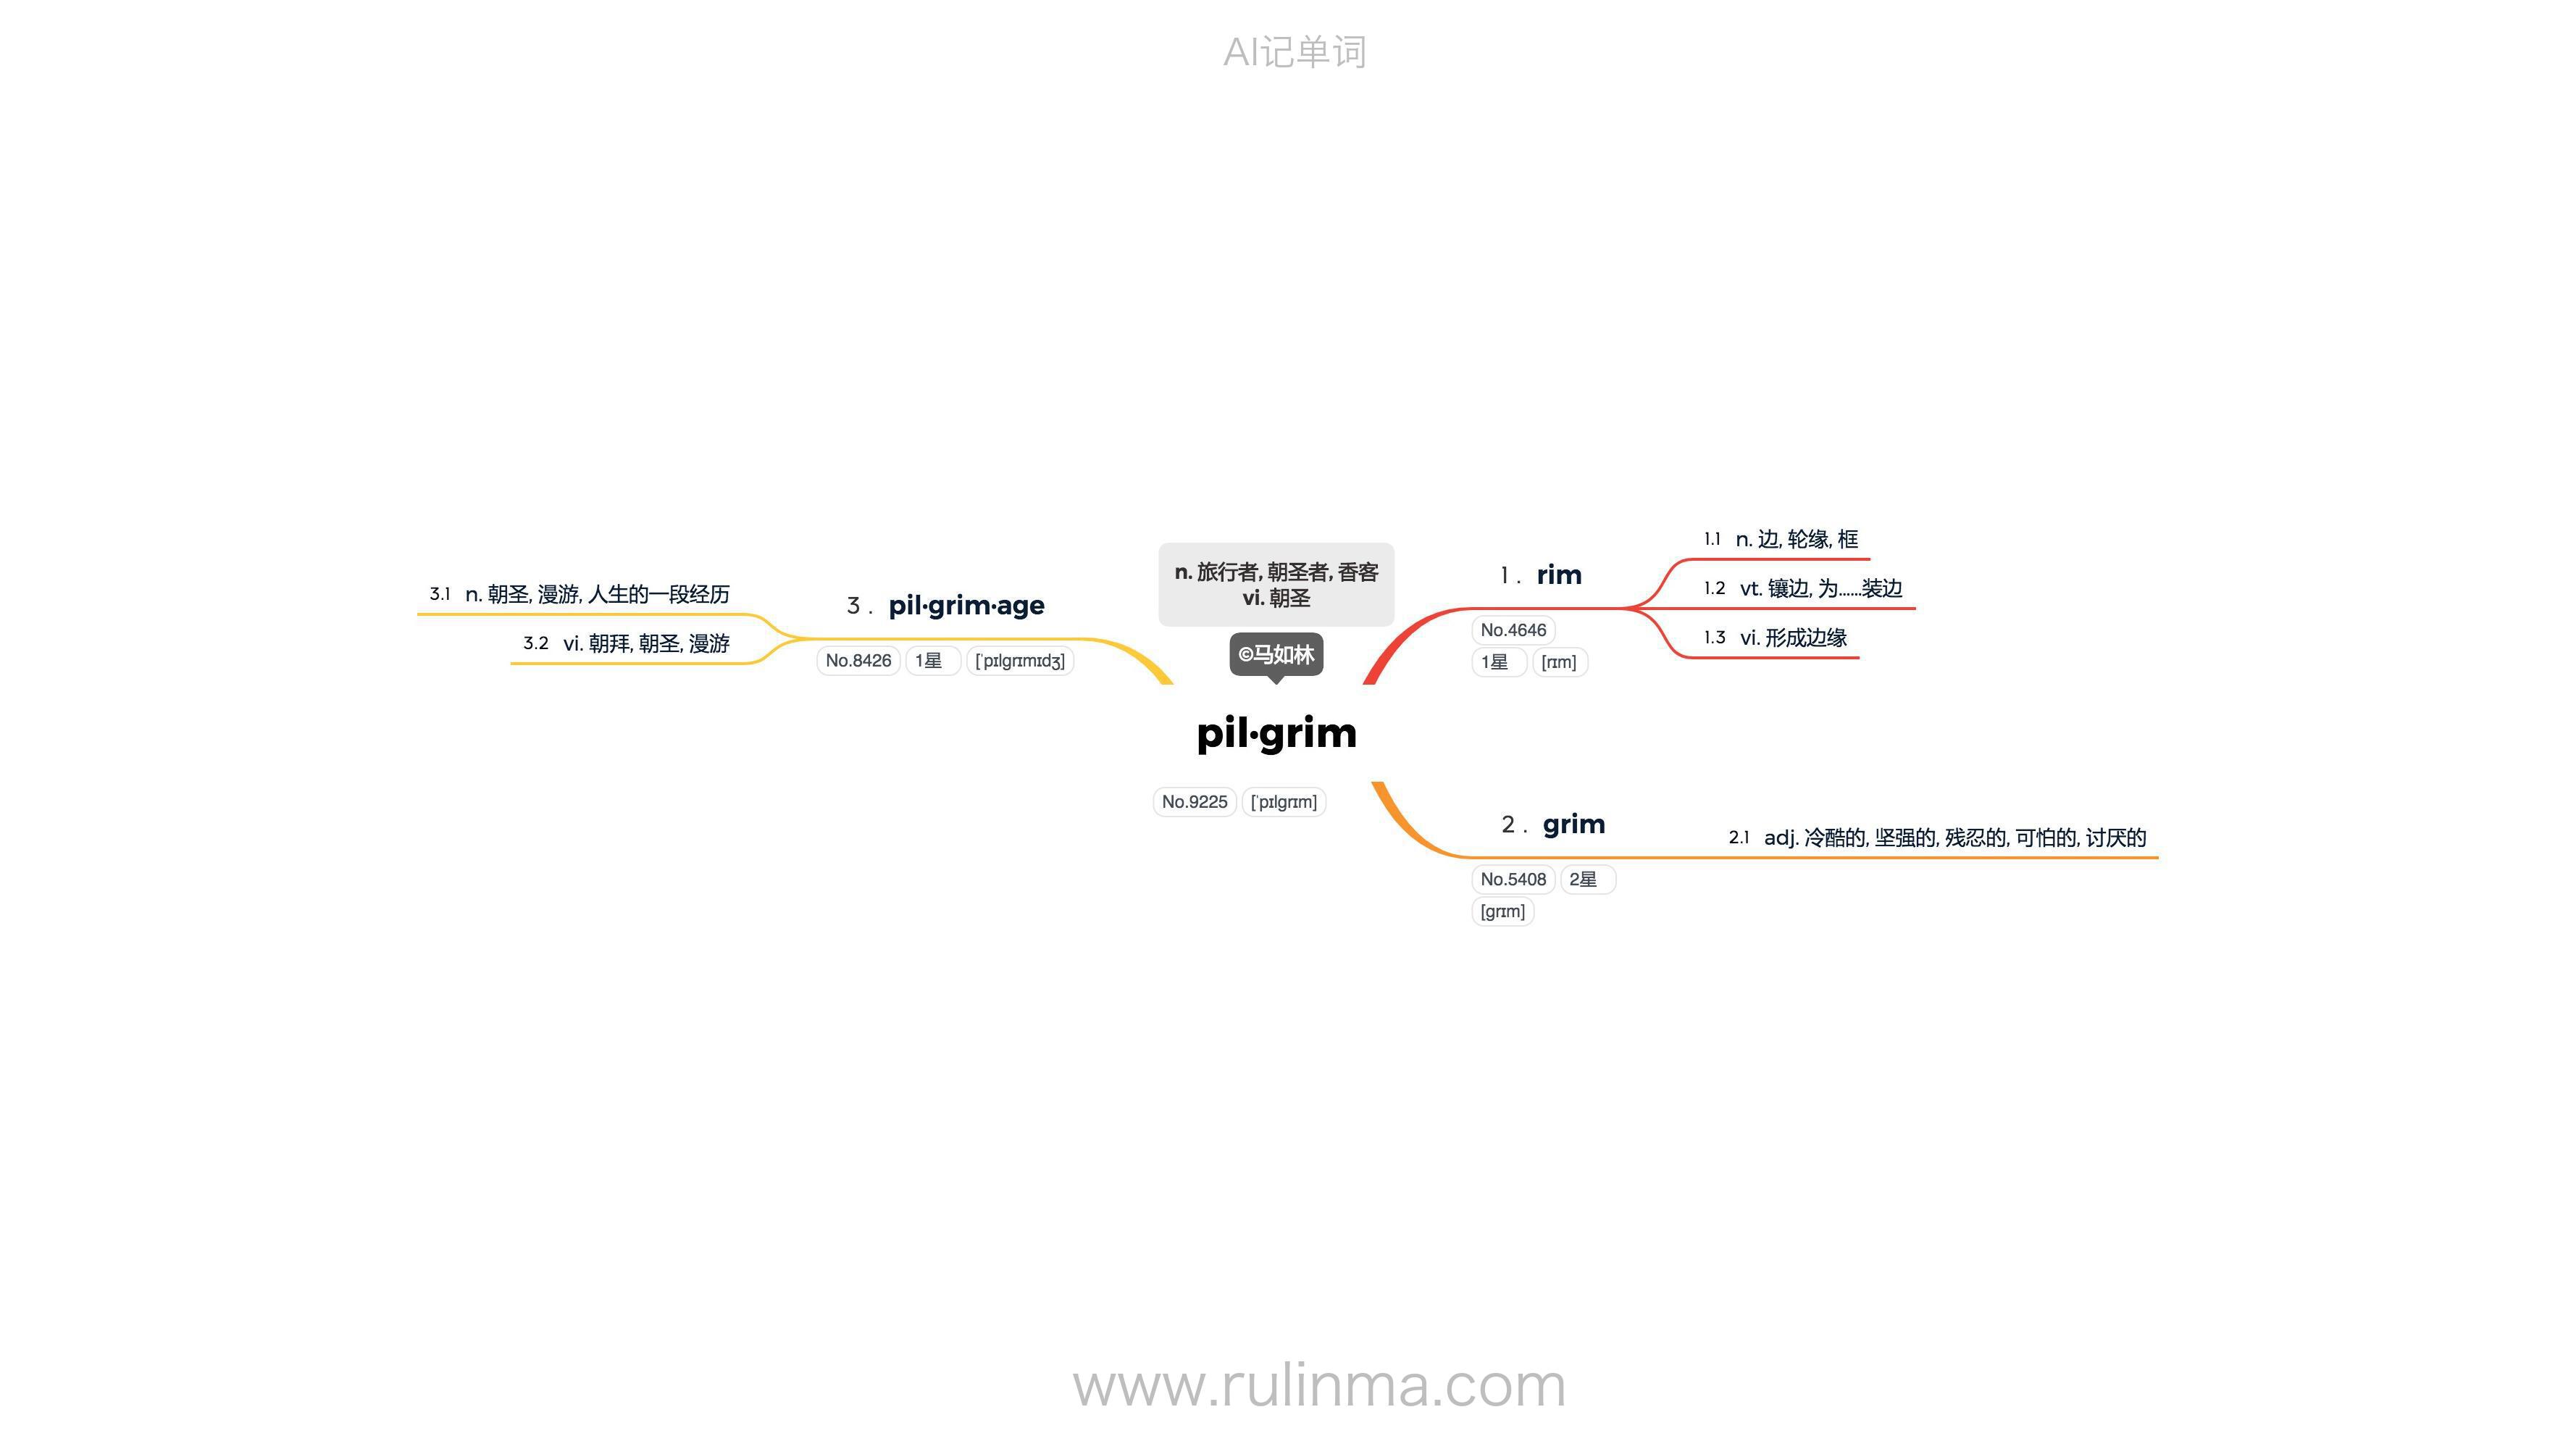 AI记单词
n. 旅行者, 朝圣者, 香客
vi. 朝圣
©马如林
pil·grim
No.9225 [ˈpɪlgrɪm]
1. rim
No.4646
1星 [rɪm]
1.1 n. 边, 轮缘, 框
1.2 vt. 镶边, 为……装边
1.3 vi. 形成边缘
2. grim
No.5408 2星
[grɪm]
2.1 adj. 冷酷的, 坚强的, 残忍的, 可怕的, 讨厌的
3. pil·grim·age
No.8426 1星 [ˈpɪlgrɪmɪdʒ]
3.1 n. 朝圣, 漫游, 人生的一段经历
3.2 vi. 朝拜, 朝圣, 漫游
www.rulinma.com